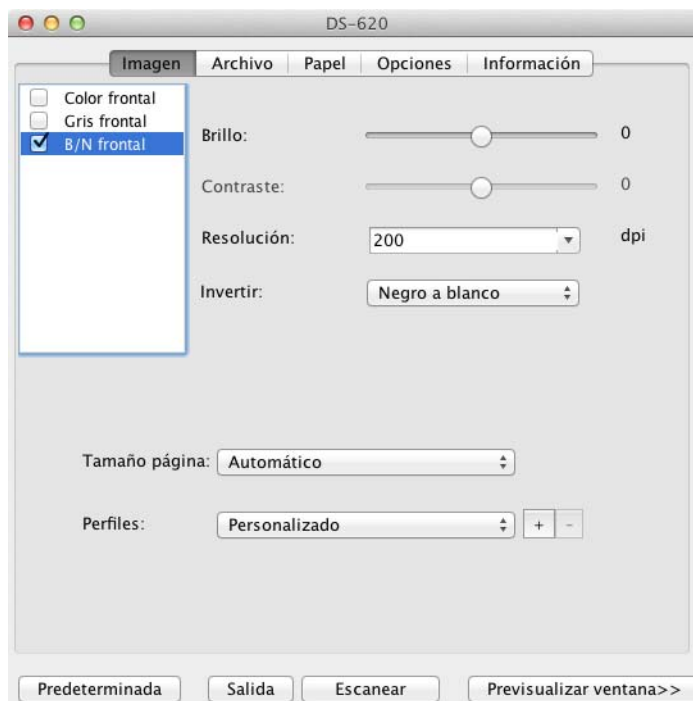 DS-620
Imagen Archivo Papel Opciones Información
Color frontal
Gris frontal
B/N frontal
Brillo: 0
Contraste: 0
Resolución: 200 dpi
Invertir: Negro a blanco
Tamaño página: Automático
Perfiles: Personalizado + -
Predeterminada Salida Escanear Previsualizar ventana>>